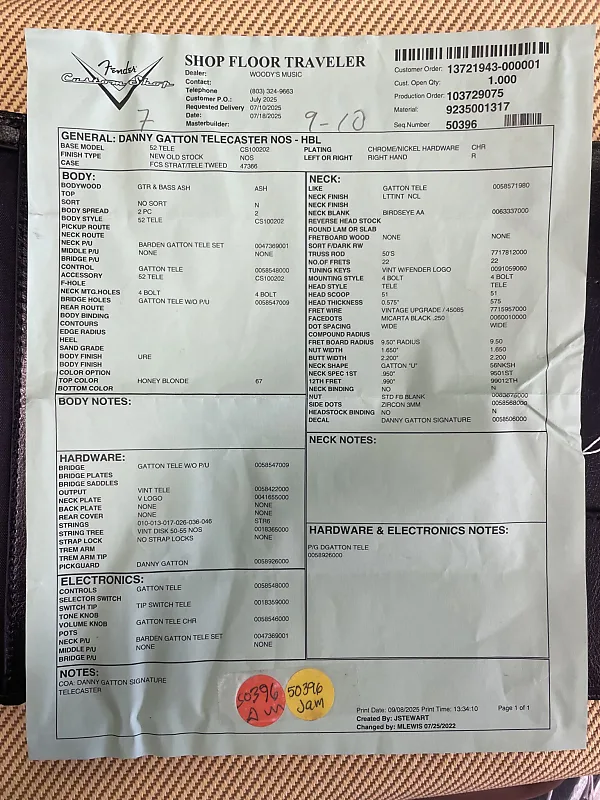 Fender
Custom Shop
SHOP FLOOR TRAVELER
Dealer: WOODY'S MUSIC
Contact:
Telephone (803) 324-9663
Customer P.O.: July 2025
Requested Delivery 07/10/2025
Date: 07/18/2025
Masterbuilder:
7
9-10
Customer Order: 13721943-000001
Cust. Open Qty: 1.000
Production Order: 103729075
Material: 9235001317
Seq Number 50396
GENERAL: DANNY GATTON TELECASTER NOS - HBL
BASE MODEL 52 TELE CS100202 PLATING CHROME/NICKEL HARDWARE CHR
FINISH TYPE NEW OLD STOCK NOS LEFT OR RIGHT RIGHT HAND R
CASE FCS STRAT/TELE TWEED 47366
BODY:
BODYWOOD GTR & BASS ASH ASH
TOP
SORT NO SORT N
BODY SPREAD 2 PC 2
BODY STYLE 52 TELE CS100202
PICKUP ROUTE
NECK ROUTE
NECK P/U BARDEN GATTON TELE SET 0047369001
MIDDLE P/U NONE NONE
BRIDGE P/U
CONTROL GATTON TELE 0058548000
ACCESSORY 52 TELE CS100202
F-HOLE
NECK MTG.HOLES 4 BOLT 4 BOLT
BRIDGE HOLES GATTON TELE W/O P/U 0058547009
REAR ROUTE
BODY BINDING
CONTOURS
EDGE RADIUS
HEEL
SAND GRADE
BODY FINISH URE
BODY FINISH
COLOR OPTION
TOP COLOR HONEY BLONDE 67
BOTTOM COLOR
BODY NOTES:
HARDWARE:
BRIDGE GATTON TELE W/O P/U 0058547009
BRIDGE PLATES
BRIDGE SADDLES
OUTPUT VINT TELE 0058422000
NECK PLATE V LOGO 0041655000
BACK PLATE NONE NONE
REAR COVER NONE NONE
STRINGS 010-013-017-026-036-046 STR6
STRING TREE VINT DISK 50-55 NOS 0018365000
STRAP LOCK NO STRAP LOCKS NONE
TREM ARM
TREM ARM TIP
PICKGUARD DANNY GATTON 0058926000
ELECTRONICS:
CONTROLS GATTON TELE 0058548000
SELECTOR SWITCH
SWITCH TIP TIP SWITCH TELE 0018359000
TONE KNOB
VOLUME KNOB GATTON TELE CHR 0058546000
POTS
NECK P/U BARDEN GATTON TELE SET 0047369001
MIDDLE P/U NONE NONE
BRIDGE P/U
NECK:
LIKE GATTON TELE 0058571980
NECK FINISH LTTINT NCL
NECK FINISH
NECK BLANK BIRDSEYE AA 0063337000
REVERSE HEAD STOCK
ROUND LAM OR SLAB
FRETBOARD WOOD NONE NONE
SORT F/DARK RW
TRUSS ROD 50'S 7717812000
NO.OF FRETS 22 22
TUNING KEYS VINT W/FENDER LOGO 0091059060
MOUNTING STYLE 4 BOLT 4 BOLT
HEAD STYLE TELE TELE
HEAD SCOOP 51 51
HEAD THICKNESS 0.575" 575
FRET WIRE VINTAGE UPGRADE / 45085 7715957000
FACEDOTS MICARTA BLACK .250 0060010000
DOT SPACING WIDE WIDE
COMPOUND RADIUS
FRET BOARD RADIUS 9.50" RADIUS 9.50
NUT WIDTH 1.650" 1.650
BUTT WIDTH 2.200" 2.200
NECK SHAPE GATTON "U" 56NKSH
NECK SPEC 1ST .950" 9501ST
12TH FRET .990" 99012TH
NECK BINDING NO N
NUT STD FB BLANK
SIDE DOTS ZIRCON 3MM 0058568000
HEADSTOCK BINDING NO N
DECAL DANNY GATTON SIGNATURE 0058506000
NECK NOTES:
HARDWARE & ELECTRONICS NOTES:
P/G DGATTON TELE
0058926000
NOTES:
COA: DANNY GATTON SIGNATURE
TELECASTER
50396
50396
Jam
Print Date: 09/08/2025 Print Time: 13:34:10 Page 1 of 1
Created By: JSTEWART
Changed by: MLEWIS 07/25/2022